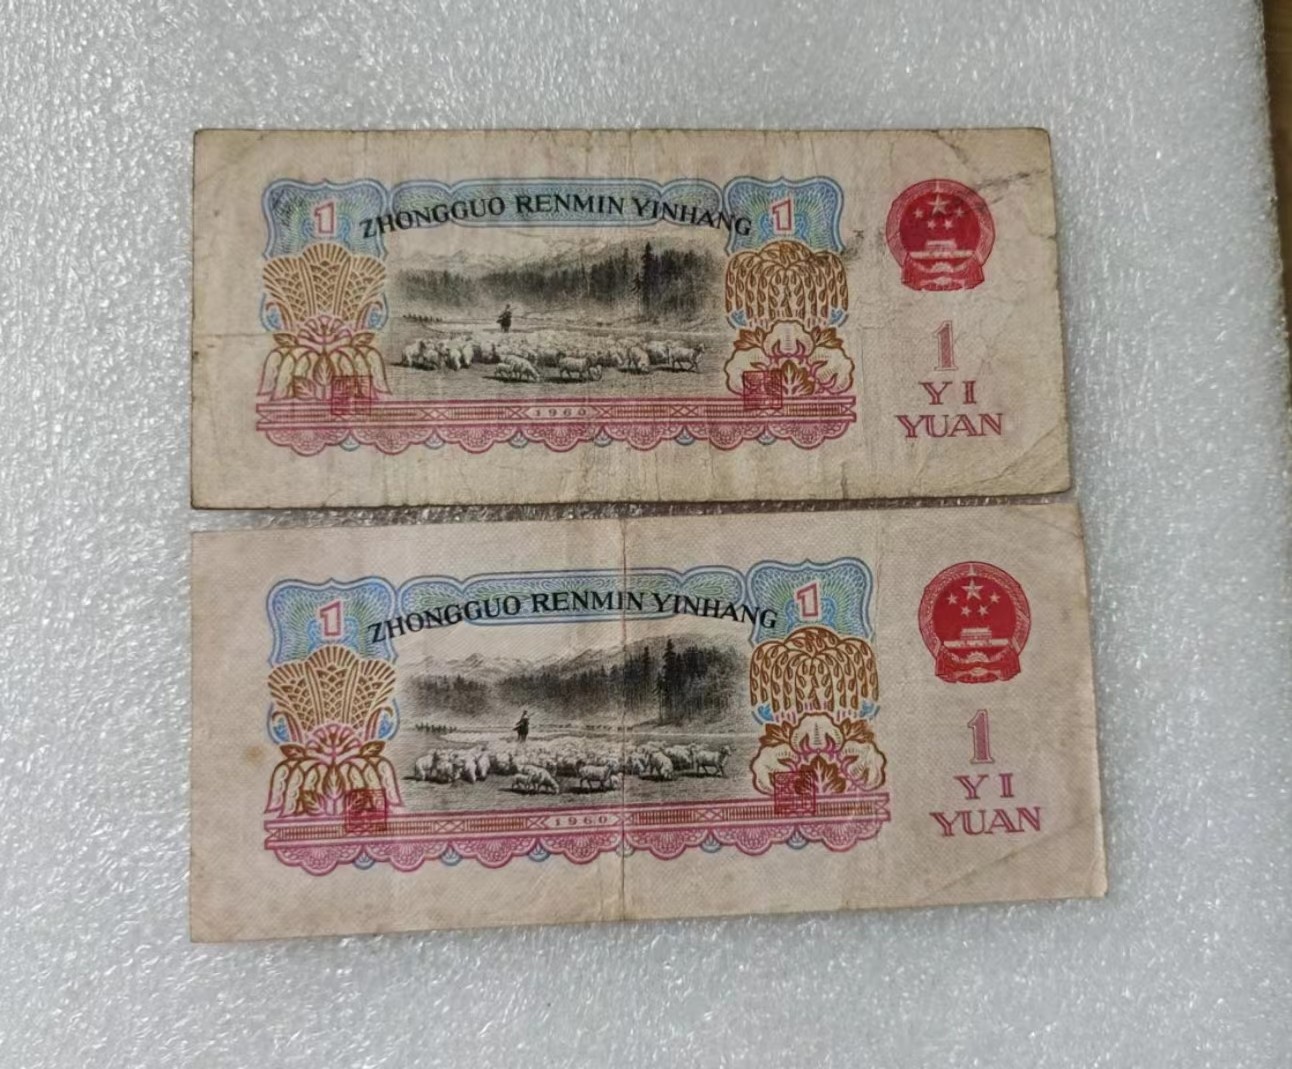 1 ZHONGGUO RENMIN YINHANG 1
1960
1
YI
YUAN
1 ZHONGGUO RENMIN YINHANG 1
1960
1
YI
YUAN